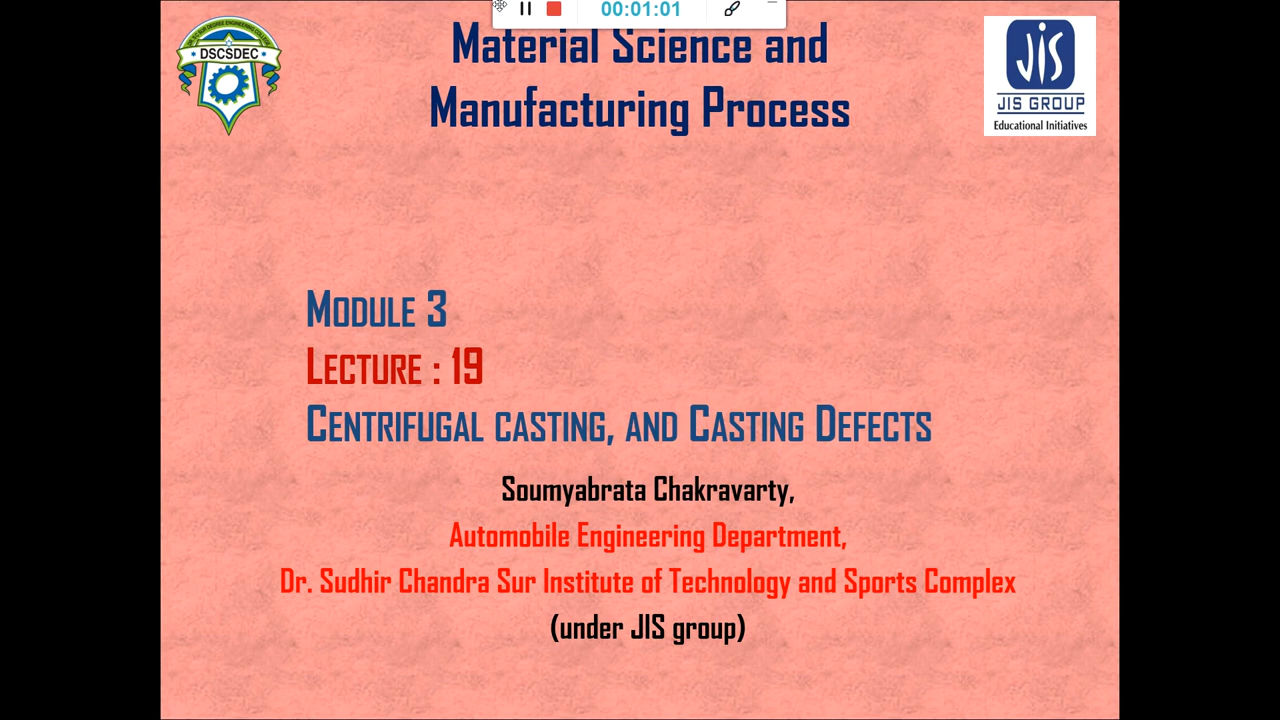 00:01:01
Material Science and
Manufacturing Process
DSCSDEC
JIS
JIS GROUP
Educational Initiatives
MODULE 3
LECTURE : 19
CENTRIFUGAL CASTING, AND CASTING DEFECTS
Soumyabrata Chakravarty,
Automobile Engineering Department,
Dr. Sudhir Chandra Sur Institute of Technology and Sports Complex
(under JIS group)